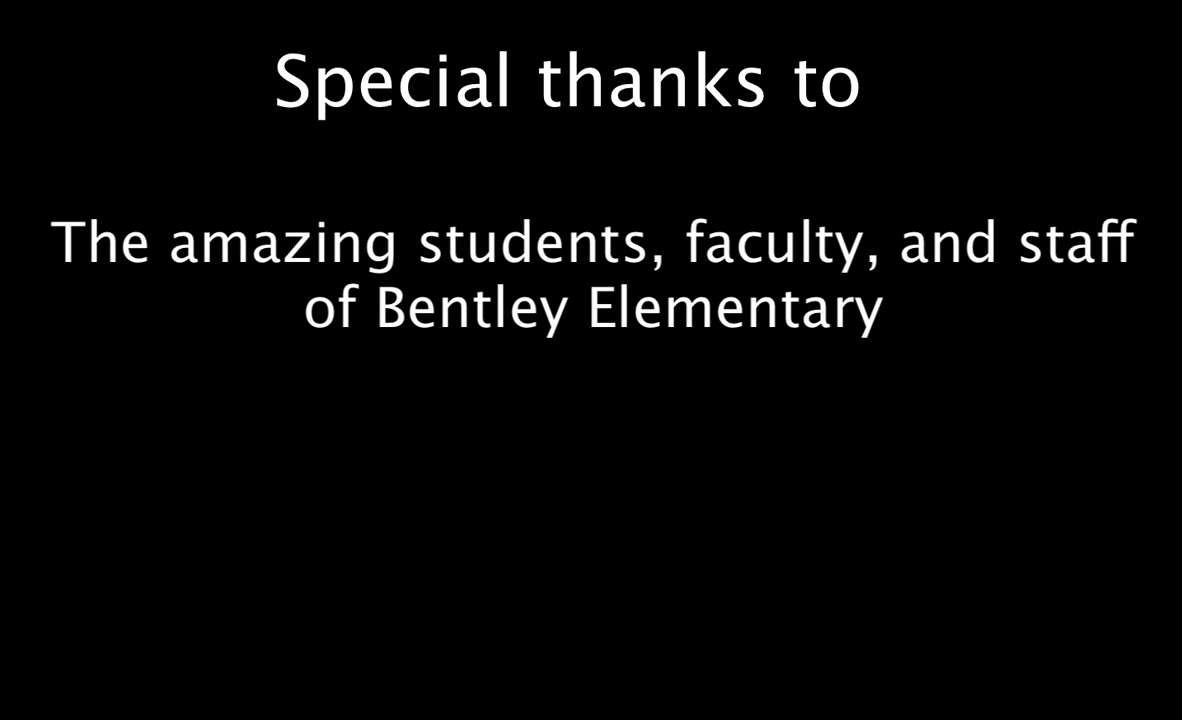 Special thanks to
The amazing students, faculty, and staff
of Bentley Elementary